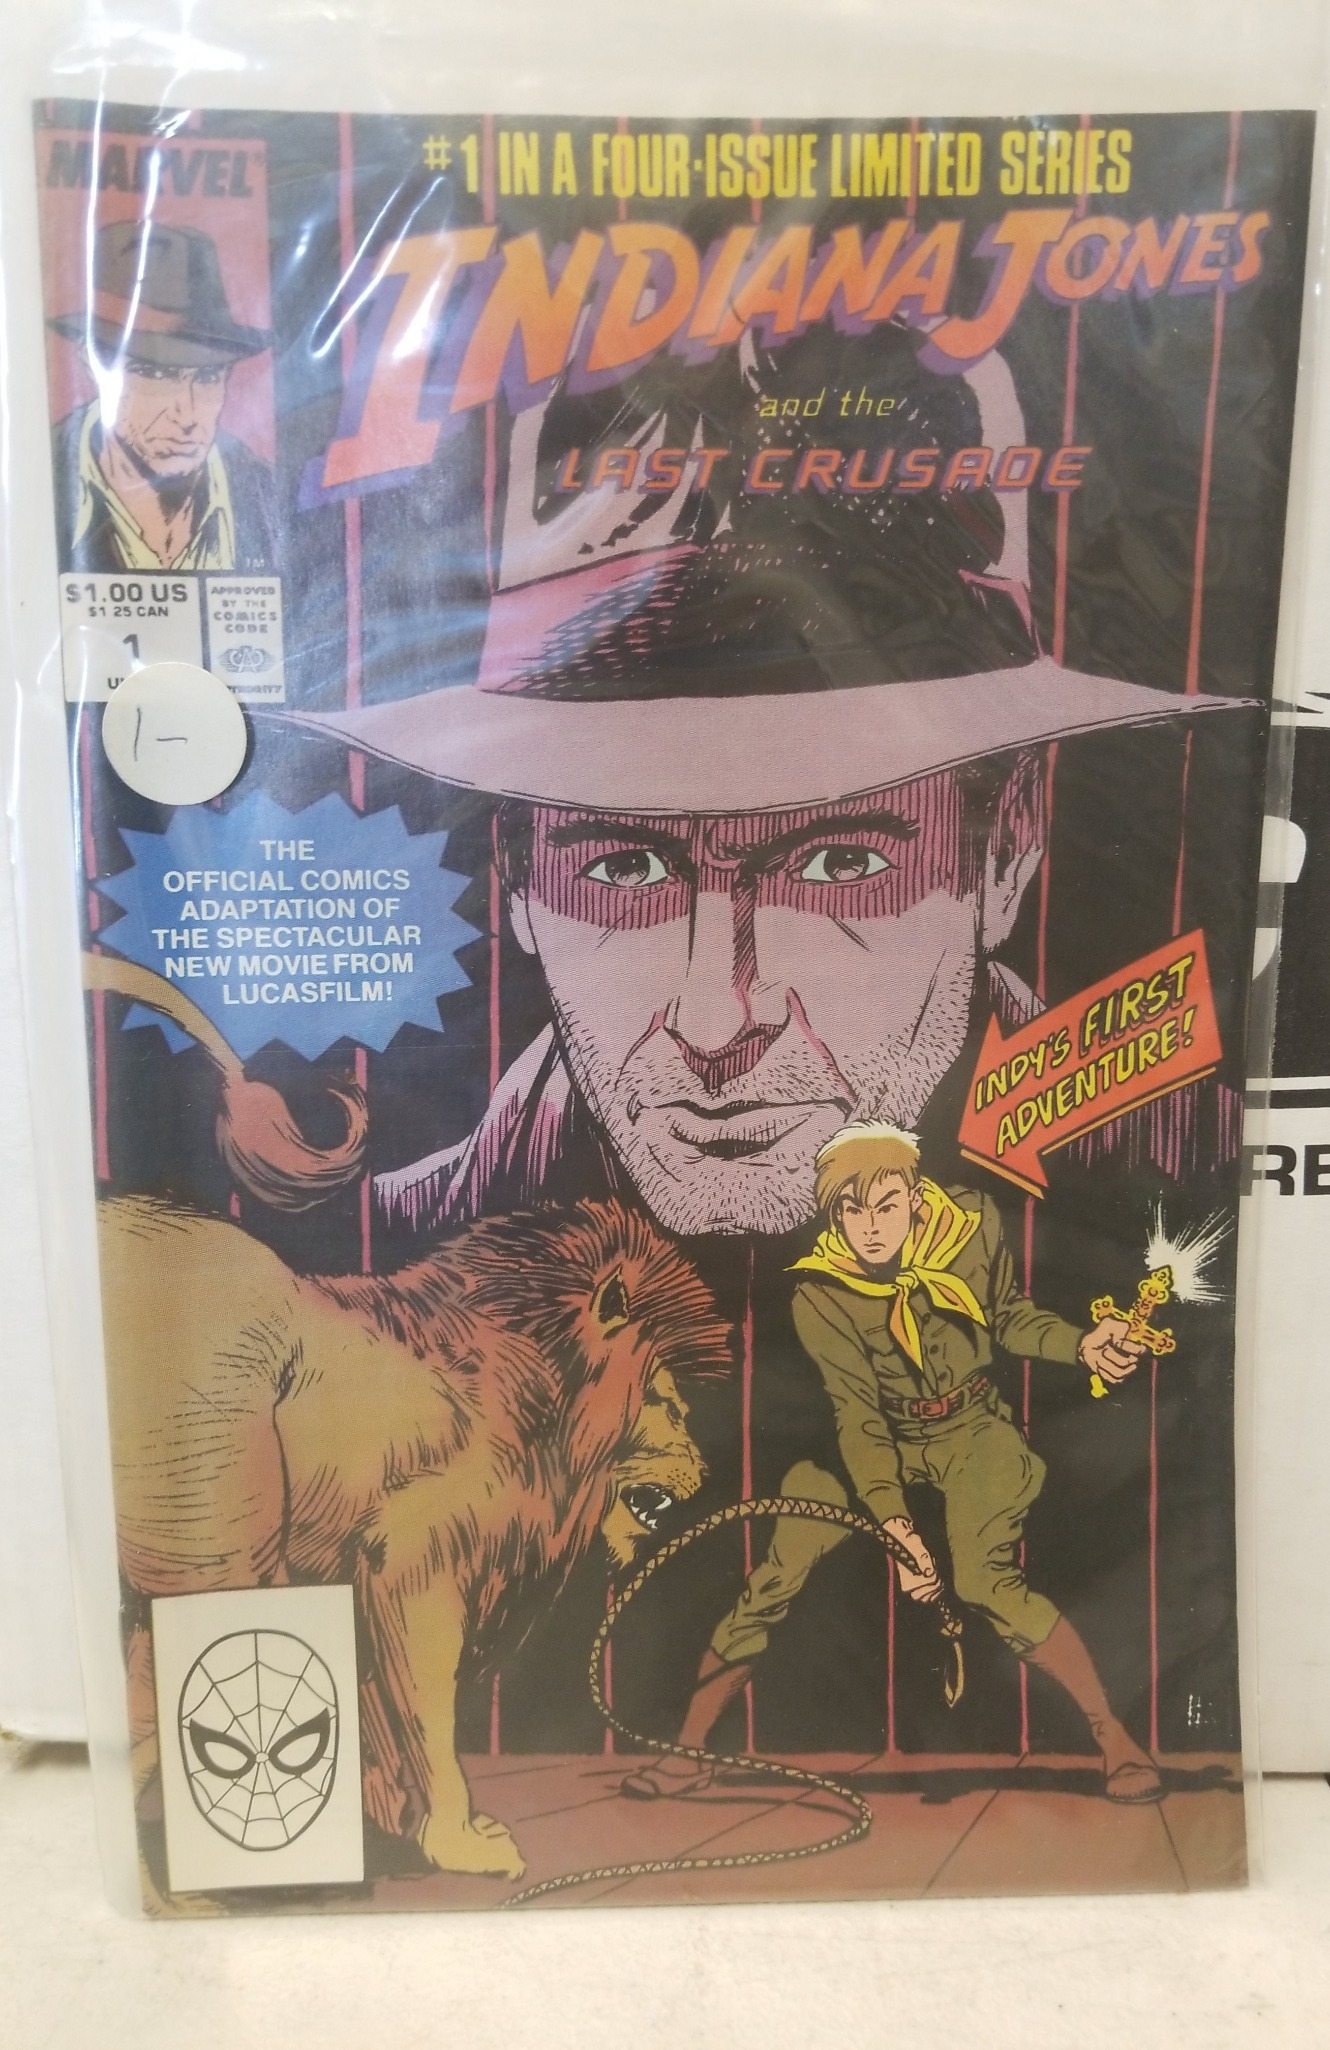 #1 IN A FOUR-ISSUE LIMITED SERIES
MARVEL
INDIANA JONES
and the
LAST CRUSADE
TM
$1.00 US
$1 25 CAN
1
APPROVED
BY THE
COMICS
CODE
1-
THE
OFFICIAL COMICS
ADAPTATION OF
THE SPECTACULAR
NEW MOVIE FROM
LUCASFILM!
INDY'S FIRST
ADVENTURE!
RE